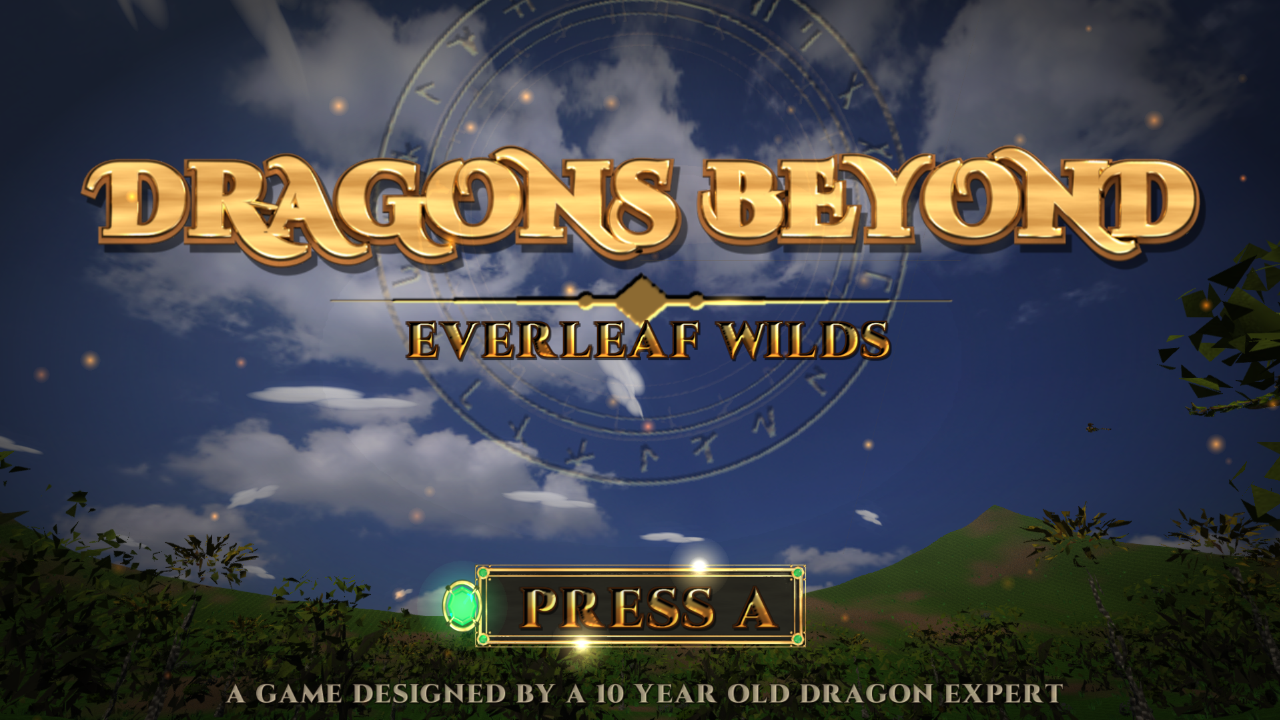 DRAGONS BEYOND
EVERLEAF WILDS
PRESS A
A GAME DESIGNED BY A 10 YEAR OLD DRAGON EXPERT